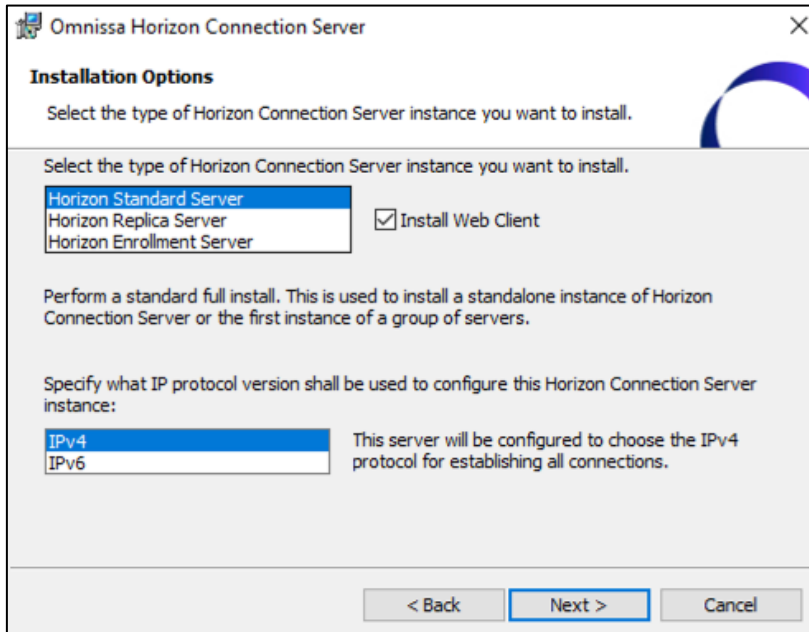 Omnissa Horizon Connection Server
Installation Options
Select the type of Horizon Connection Server instance you want to install.
Select the type of Horizon Connection Server instance you want to install.
Horizon Standard Server
Horizon Replica Server
Horizon Enrollment Server
Install Web Client
Perform a standard full install. This is used to install a standalone instance of Horizon
Connection Server or the first instance of a group of servers.
Specify what IP protocol version shall be used to configure this Horizon Connection Server
instance:
IPv4
IPv6
This server will be configured to choose the IPv4
protocol for establishing all connections.
< Back
Next >
Cancel